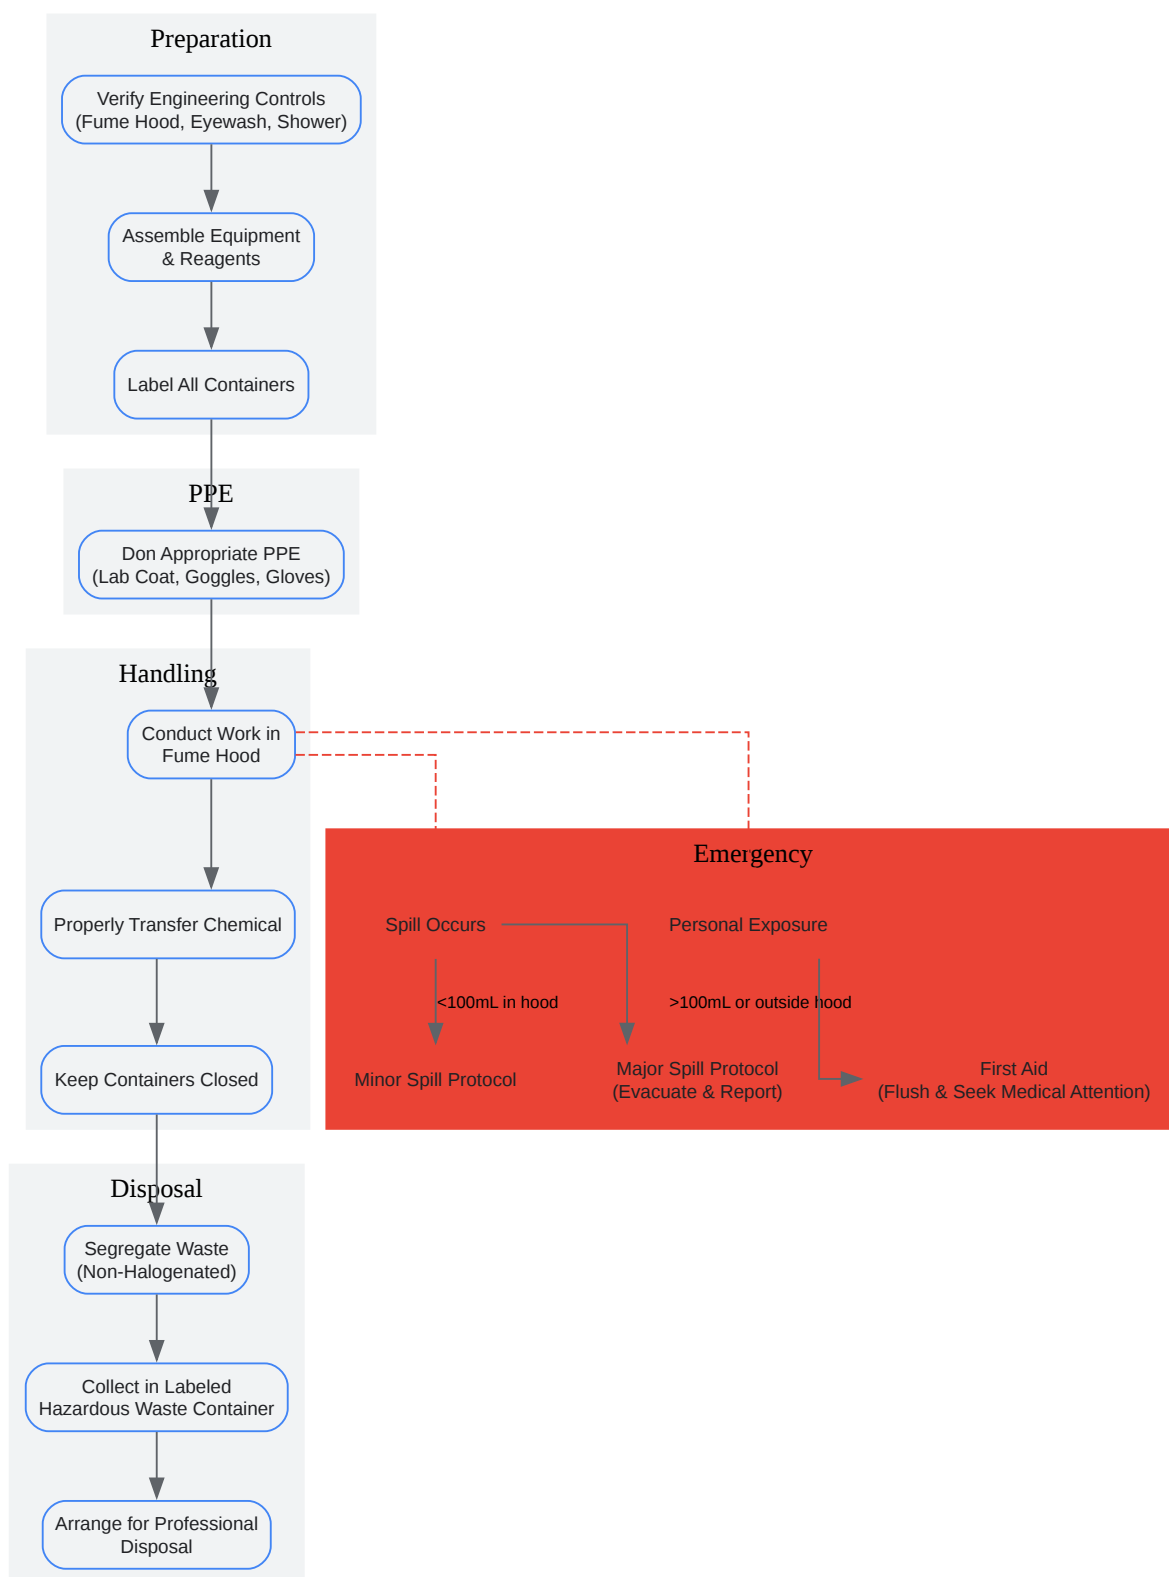 Preparation
Verify Engineering Controls
(Fume Hood, Eyewash, Shower)
Assemble Equipment
& Reagents
Label All Containers
PPE
Don Appropriate PPE
(Lab Coat, Goggles, Gloves)
Handling
Conduct Work in
Fume Hood
Properly Transfer Chemical
Keep Containers Closed
Emergency
Spill Occurs
Personal Exposure
<100mL in hood
>100mL or outside hood
Minor Spill Protocol
Major Spill Protocol
(Evacuate & Report)
First Aid
(Flush & Seek Medical Attention)
Disposal
Segregate Waste
(Non-Halogenated)
Collect in Labeled
Hazardous Waste Container
Arrange for Professional
Disposal